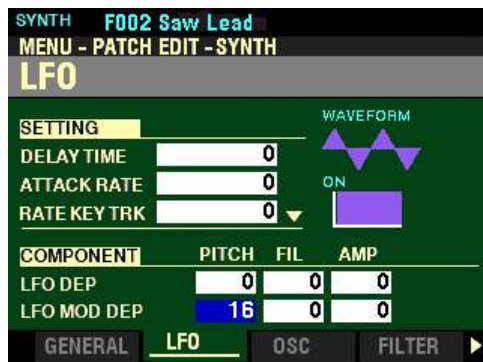 SYNTH F002 Saw Lead
MENU - PATCH EDIT - SYNTH
LFO
WAVEFORM
SETTING
DELAY TIME 0
ATTACK RATE 0
ON
RATE KEY TRK 0
COMPONENT PITCH FIL AMP
LFO DEP 0 0 0
LFO MOD DEP 16 0 0
GENERAL LFO OSC FILTER